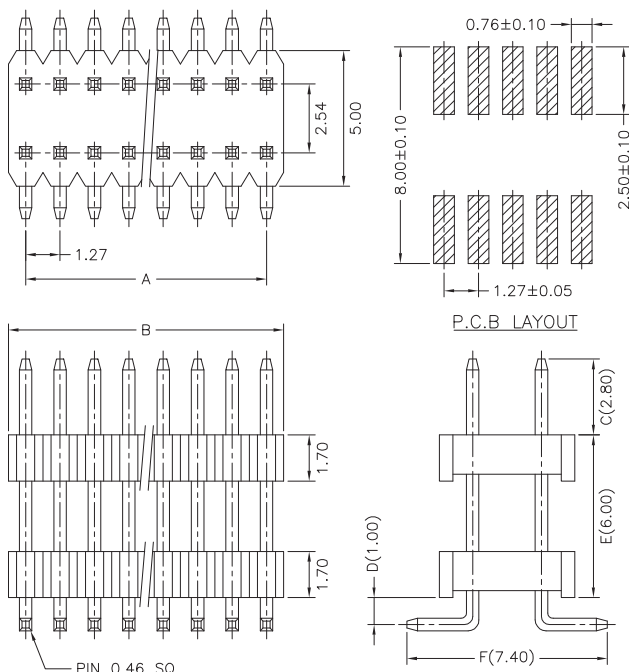 0.76±0.10
2.54
5.00
8.00±0.10
2.50±0.10
1.27
A
1.27±0.05
P.C.B LAYOUT
B
C(2.80)
1.70
E(6.00)
1.70
D(1.00)
F(7.40)
PIN 0.46 SQ